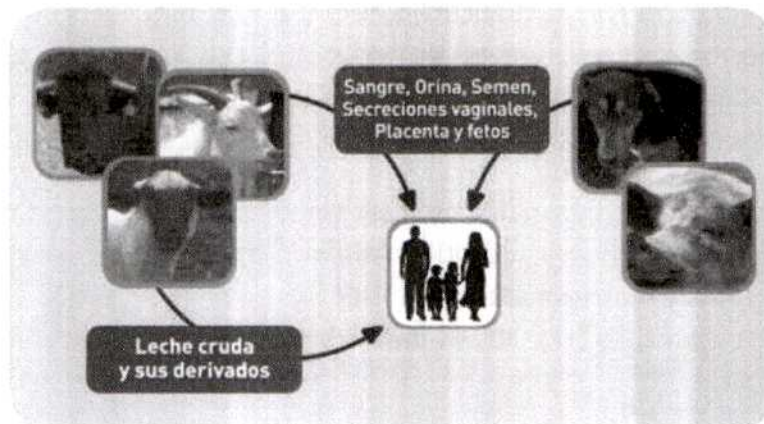 Sangre, Orina, Semen,
Secreciones vaginales,
Placenta y fetos
Leche cruda
y sus derivados